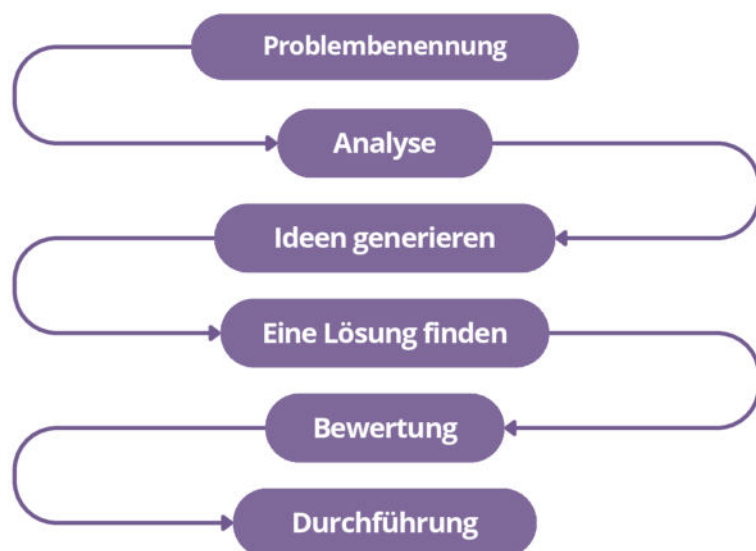 Problembenennung
Analyse
Ideen generieren
Eine Lösung finden
Bewertung
Durchführung